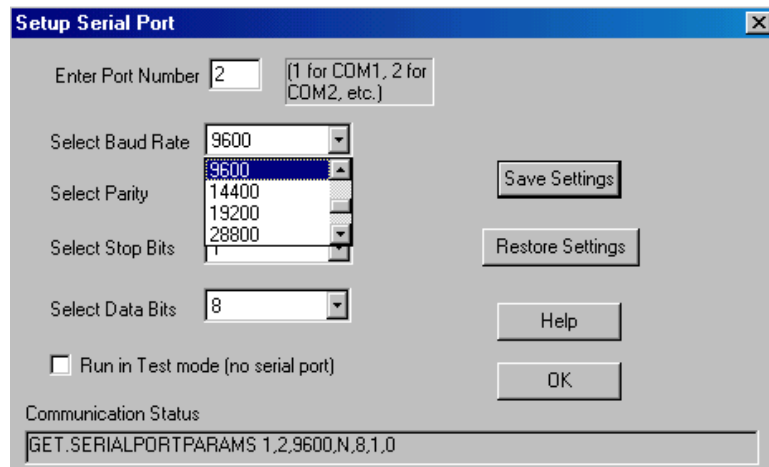 Setup Serial Port
Enter Port Number 2 (1 for COM1, 2 for
COM2, etc.)
Select Baud Rate 9600
9600
14400
19200
28800
Save Settings
Select Parity
Select Stop Bits
Restore Settings
Select Data Bits 8
Help
Run in Test mode (no serial port)
OK
Communication Status
GET.SERIALPORTPARAMS 1,2,9600,N,8,1,0